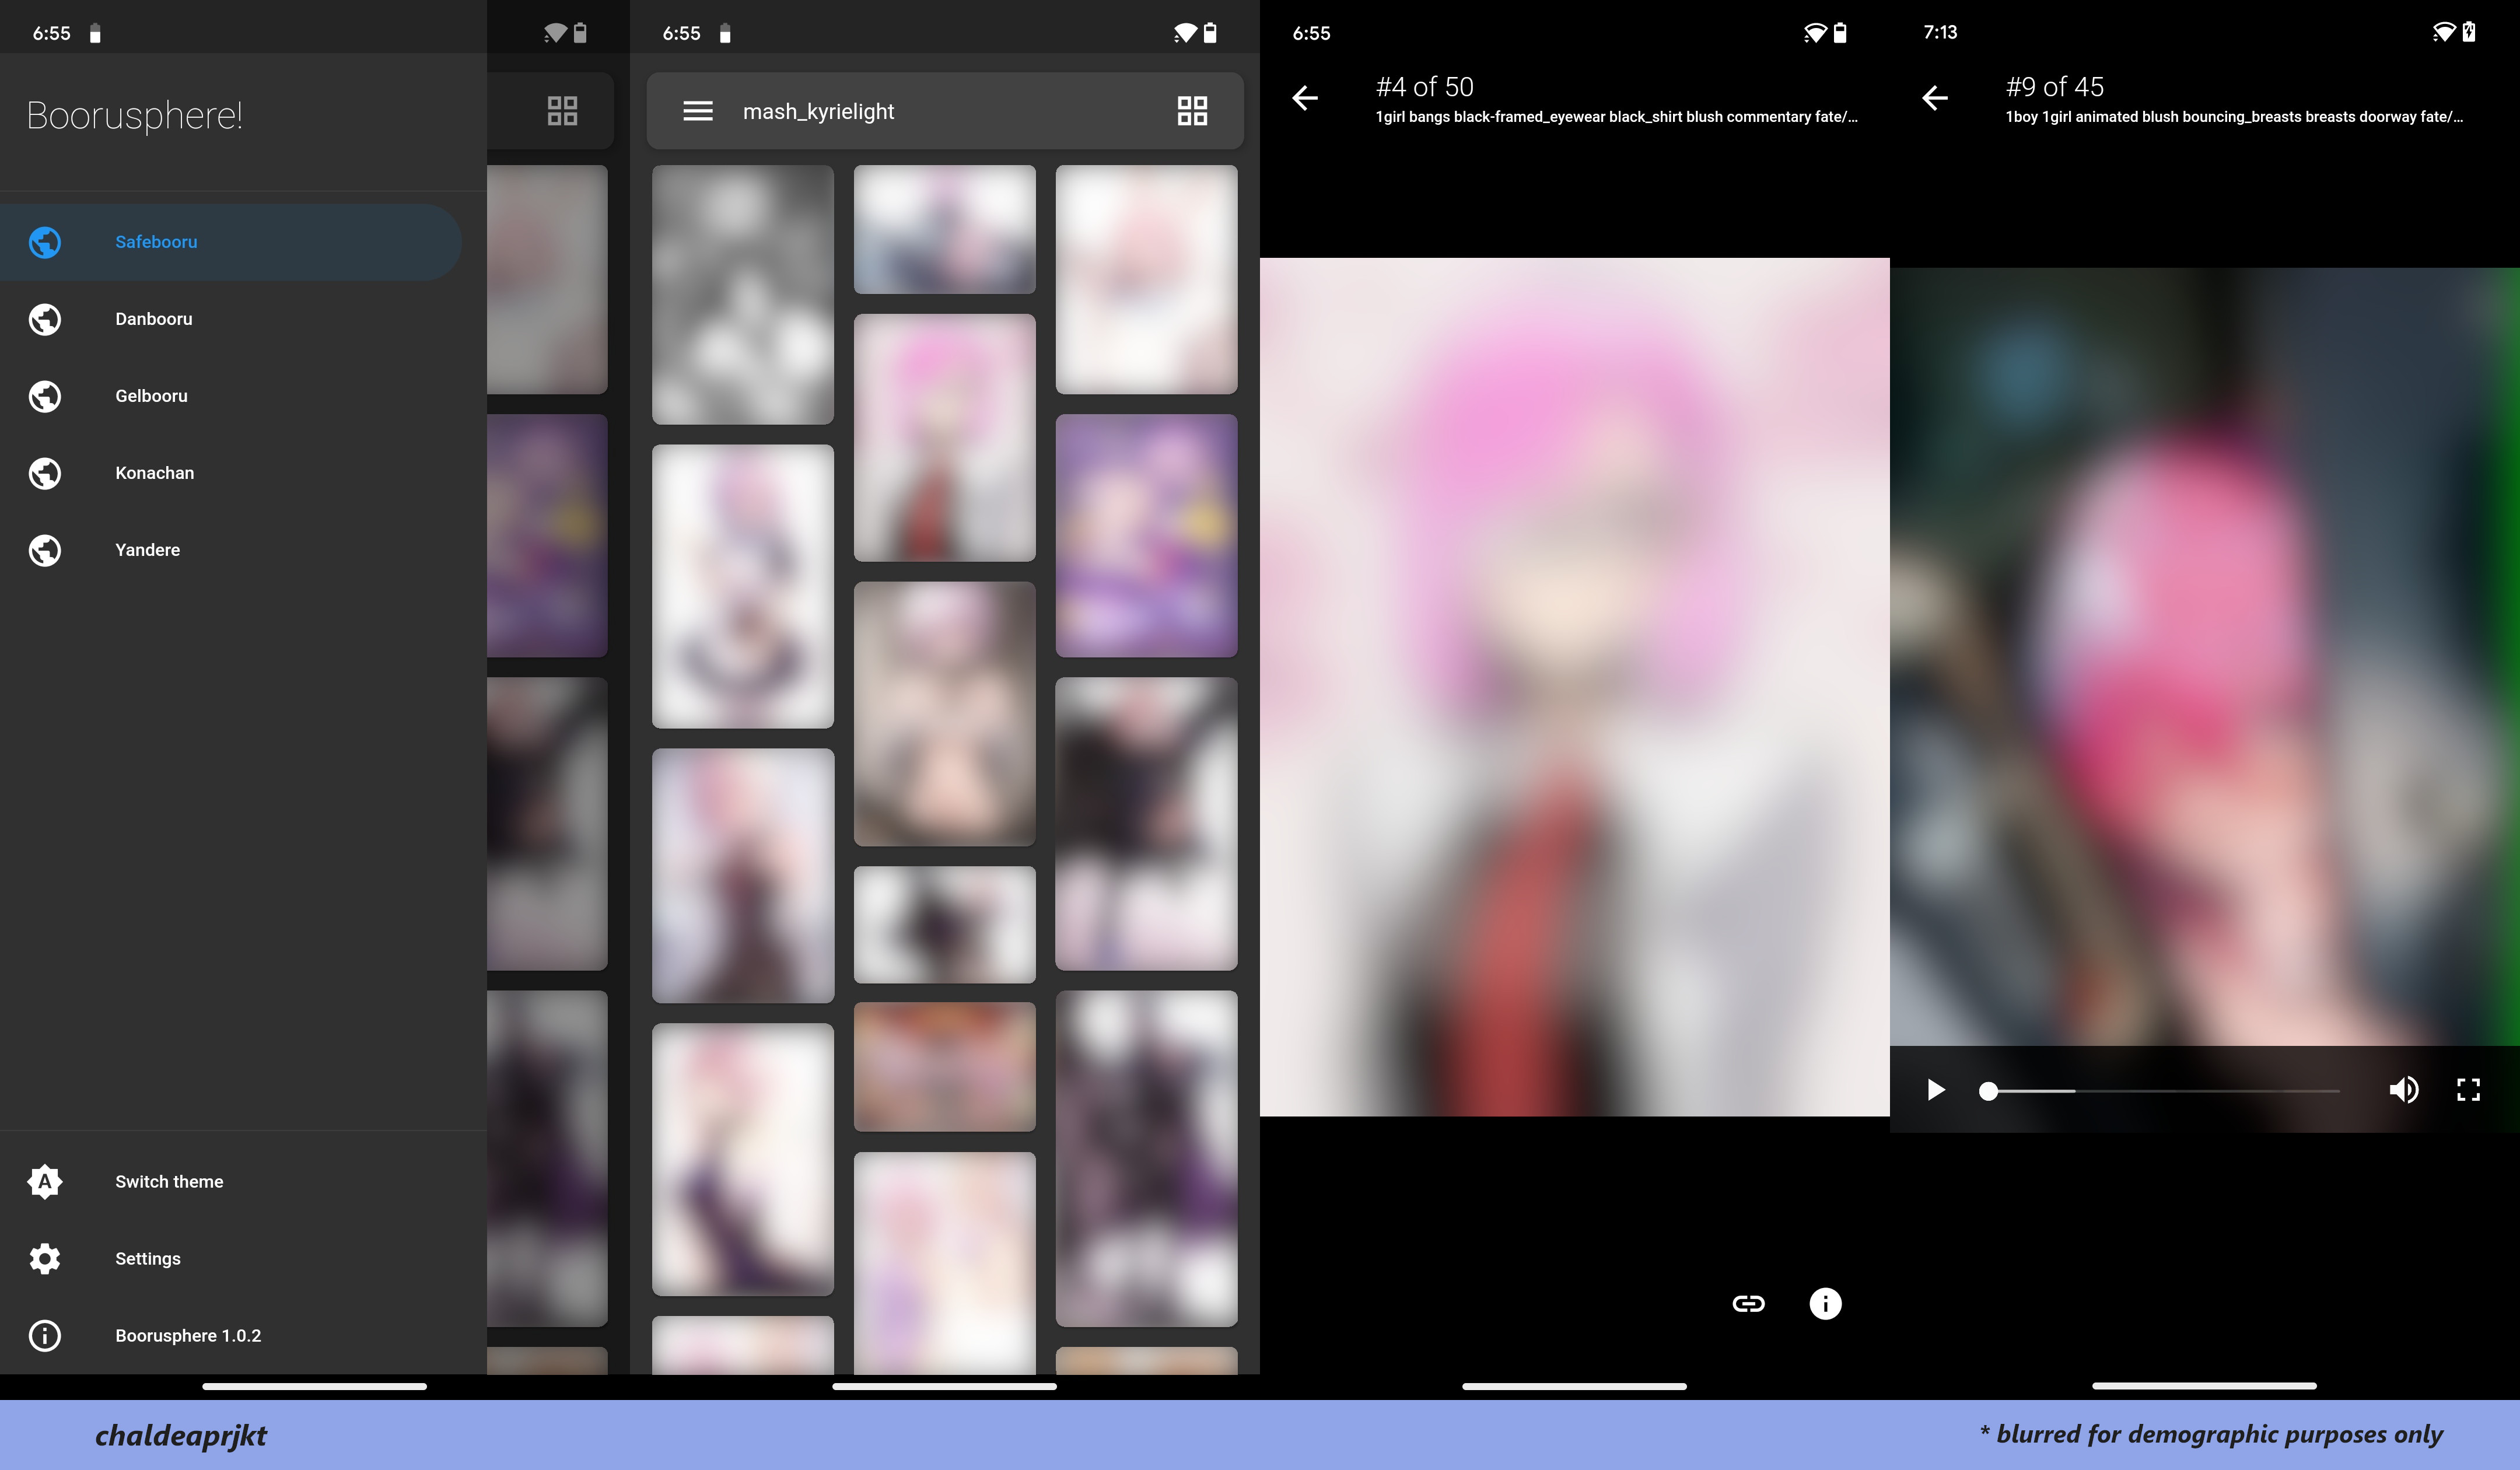 6:55
Boorusphere!
Safebooru
Danbooru
Gelbooru
Konachan
Yandere
Switch theme
Settings
Boorusphere 1.0.2
6:55
mash_kyrielight
6:55
#4 of 50
1girl bangs black-framed_eyewear black_shirt blush commentary fate/...
7:13
#9 of 45
1boy 1girl animated blush bouncing_breasts breasts doorway fate/...
chaldeaprjkt
* blurred for demographic purposes only